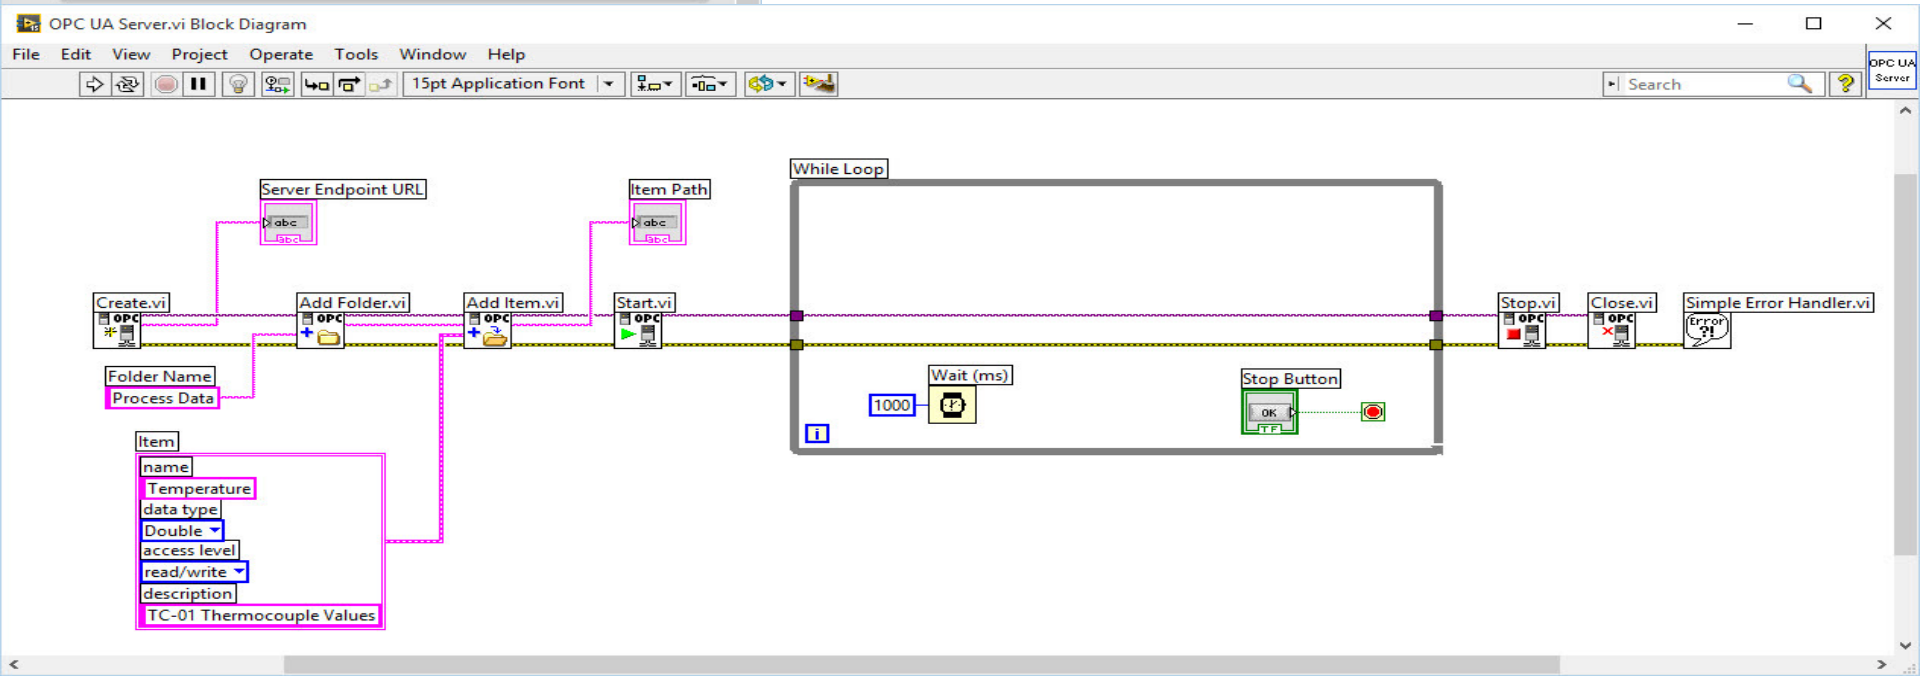 OPC UA Server.vi Block Diagram
File Edit View Project Operate Tools Window Help
15pt Application Font
Search
?
OPC UA
Server
While Loop
Server Endpoint URL
Item Path
abc
abc
abc
abc
Create.vi
Add Folder.vi
Add Item.vi
Start.vi
Stop.vi
Close.vi
Simple Error Handler.vi
OPC
OPC
OPC
OPC
OPC
OPC
Error
?!
Folder Name
Process Data
Wait (ms)
1000
Stop Button
OK
TF
i
Item
name
Temperature
data type
Double
access level
read/write
description
TC-01 Thermocouple Values